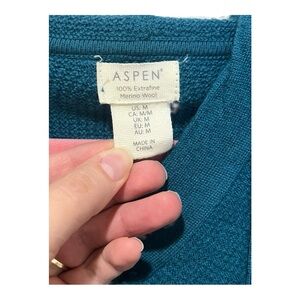 ASPEN
100% Extrafine
Merino Wool
US: M
CA: M/M
UK: M
EU: M
AU: M
MADE IN
CHINA